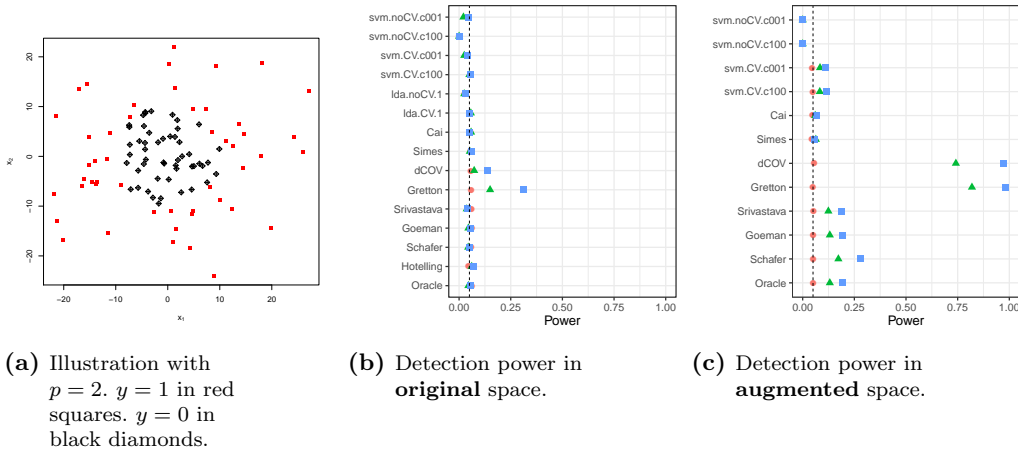 20
10
0
−10
−20
x2
−20
−10
0
10
20
x1
svm.noCV.c001
svm.noCV.c100
svm.CV.c001
svm.CV.c100
lda.noCV.1
lda.CV.1
Cai
Simes
dCOV
Gretton
Srivastava
Goeman
Schafer
Hotelling
Oracle
0.00 0.25 0.50 0.75 1.00
Power
svm.noCV.c001
svm.noCV.c100
svm.CV.c001
svm.CV.c100
Cai
Simes
dCOV
Gretton
Srivastava
Goeman
Schafer
Oracle
0.00 0.25 0.50 0.75 1.00
Power
(a) Illustration with
p = 2. y = 1 in red
squares. y = 0 in
black diamonds.
(b) Detection power in
original space.
(c) Detection power in
augmented space.